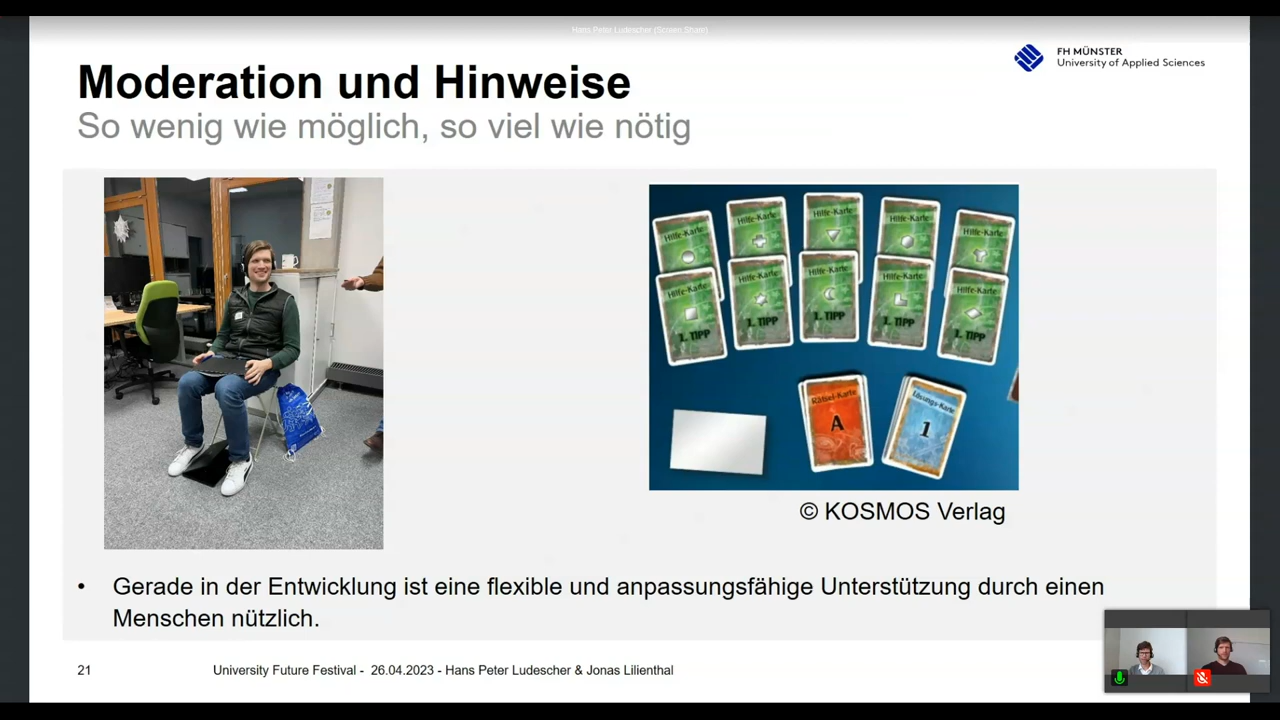 Hans Peter Ludescher (Screen Share)
FH MÜNSTER
University of Applied Sciences
Moderation und Hinweise
So wenig wie möglich, so viel wie nötig
Hilfe-Karte
Hilfe-Karte
Hilfe-Karte
Hilfe-Karte
Hilfe-Karte
Hilfe-Karte
1. TIPP
Hilfe-Karte
1. TIPP
Hilfe-Karte
1. TIPP
Hilfe-Karte
1. TIPP
Hilfe-Karte
1. TIPP
Rätsel-Karte
A
Lösungs-Karte
1
© KOSMOS Verlag
• Gerade in der Entwicklung ist eine flexible und anpassungsfähige Unterstützung durch einen
Menschen nützlich.
21
University Future Festival - 26.04.2023 - Hans Peter Ludescher & Jonas Lilienthal